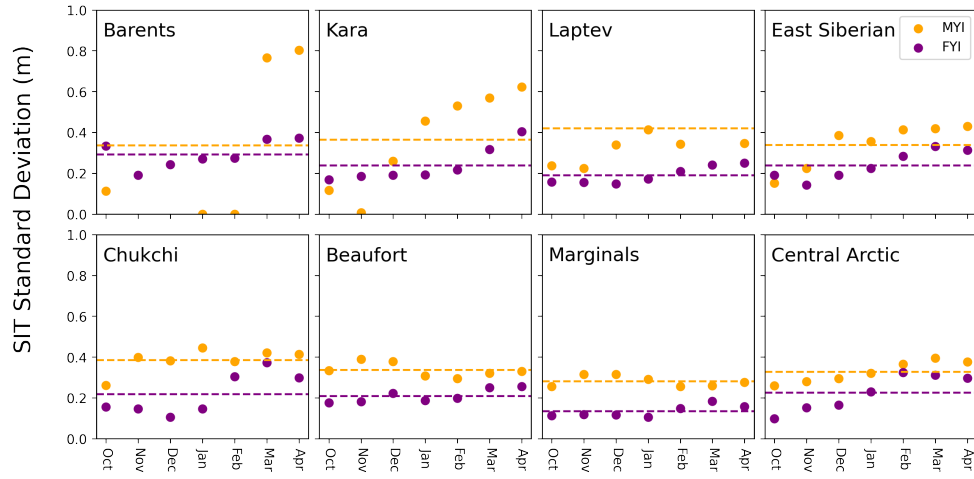 SIT Standard Deviation (m)
1.0
0.8
0.6
0.4
0.2
0.0
Barents
Kara
Laptev
East Siberian
MYI
FYI
1.0
0.8
0.6
0.4
0.2
0.0
Chukchi
Beaufort
Marginals
Central Arctic
Oct Nov Dec Jan Feb Mar Apr
Oct Nov Dec Jan Feb Mar Apr
Oct Nov Dec Jan Feb Mar Apr
Oct Nov Dec Jan Feb Mar Apr